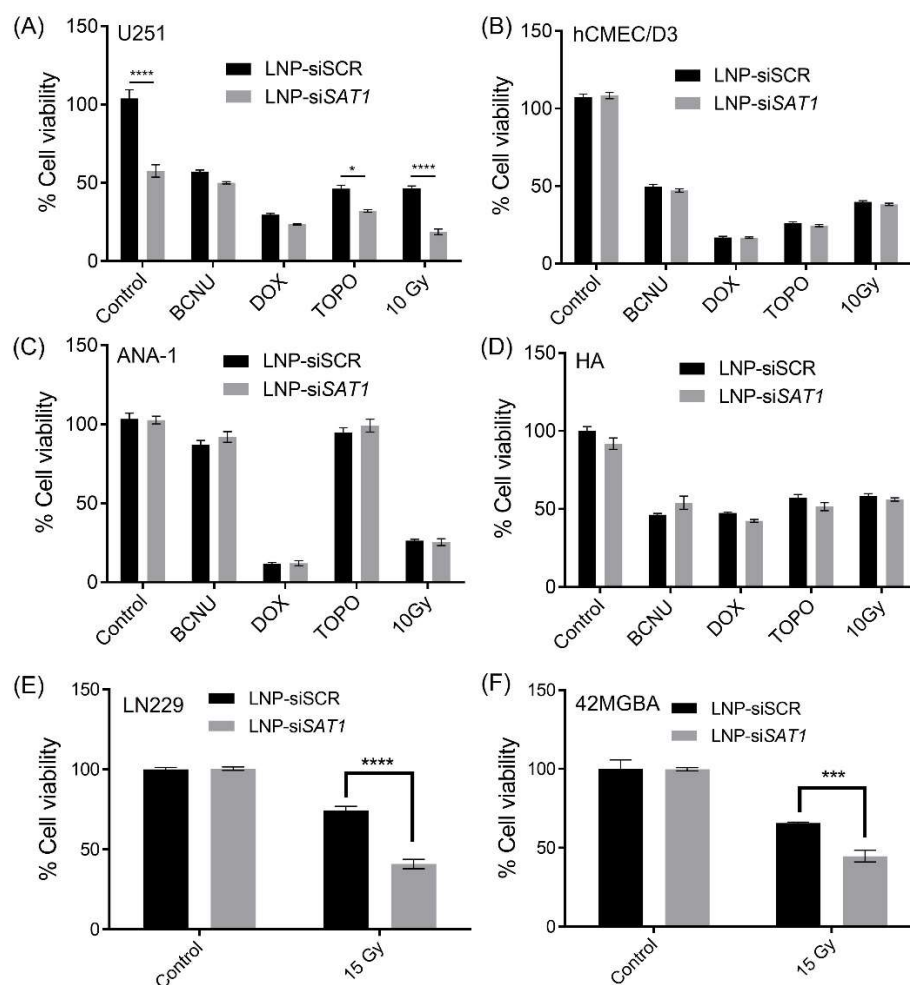 (A)
U251
LNP-siSCR
LNP-siSAT1
% Cell viability
150
100
50
0
****
*
****
Control
BCNU
DOX
TOPO
10 Gy
(B)
hCMEC/D3
LNP-siSCR
LNP-siSAT1
% Cell viability
150
100
50
0
Control
BCNU
DOX
TOPO
10Gy
(C)
ANA-1
LNP-siSCR
LNP-siSAT1
% Cell viability
150
100
50
0
Control
BCNU
DOX
TOPO
10Gy
(D)
HA
LNP-siSCR
LNP-siSAT1
% Cell viability
150
100
50
0
Control
BCNU
DOX
TOPO
10Gy
(E)
LN229
LNP-siSCR
LNP-siSAT1
% Cell viability
150
100
50
0
****
Control
15 Gy
(F)
42MGBA
LNP-siSCR
LNP-siSAT1
% Cell viability
150
100
50
0
***
Control
15 Gy